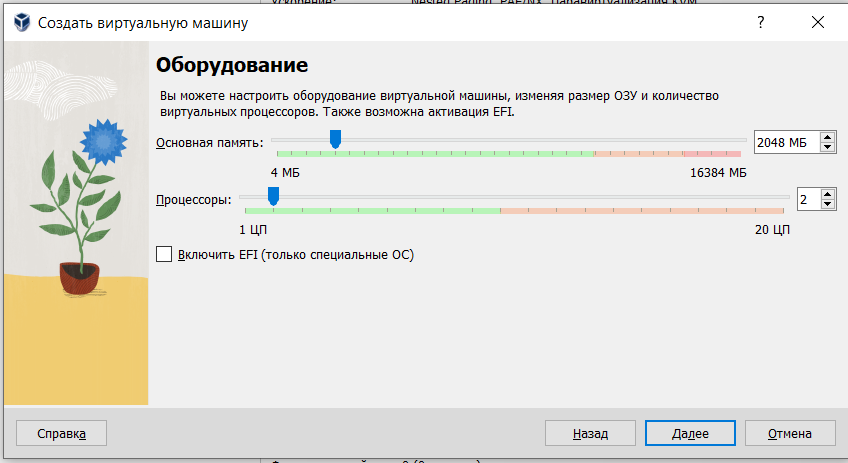 Ускорение: Nested Paging, PAE/NX, Паравиртуализация KVM
Создать виртуальную машину
?
Оборудование
Вы можете настроить оборудование виртуальной машины, изменяя размер ОЗУ и количество
виртуальных процессоров. Также возможна активация EFI.
Основная память: 2048 МБ
4 МБ 16384 МБ
Процессоры: 2
1 ЦП 20 ЦП
Включить EFI (только специальные ОС)
Справка Назад Далее Отмена